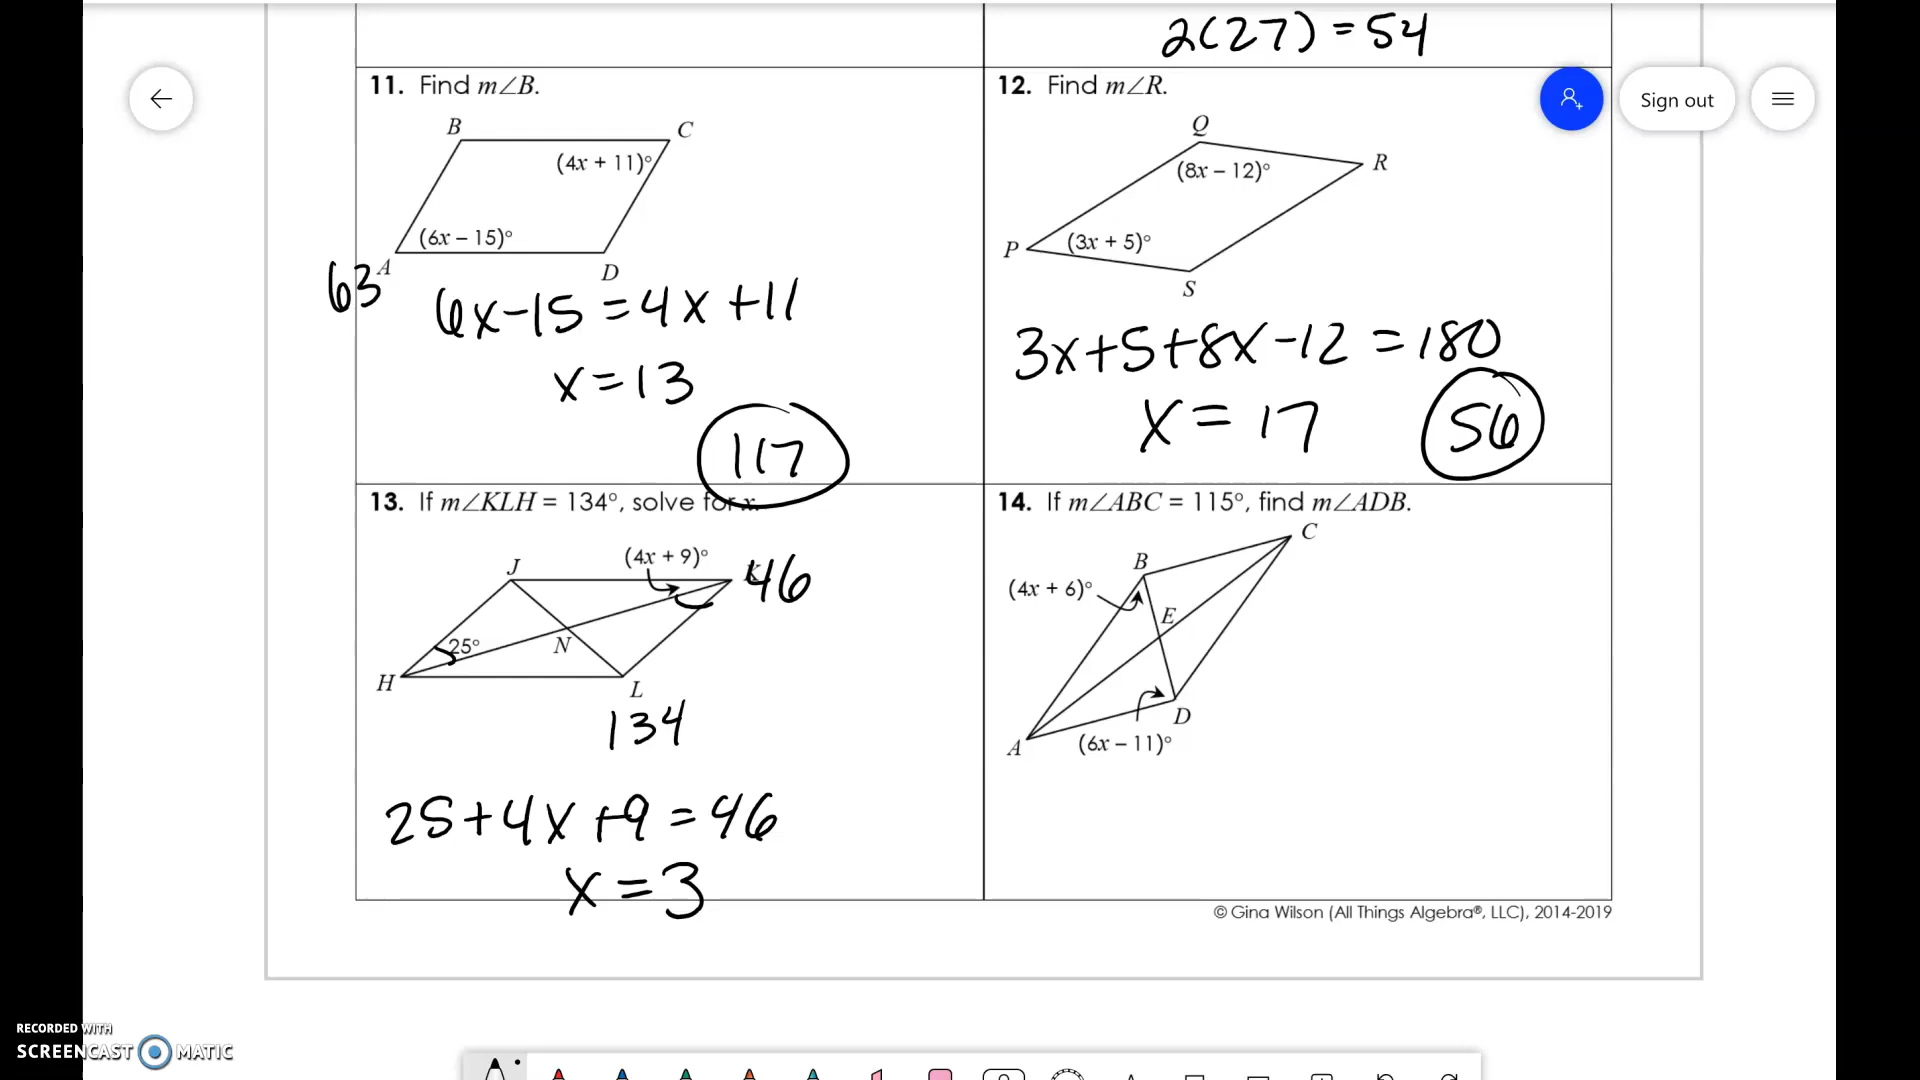 2(27) = 54
Sign out
11. Find m∠B.
B
C
(4x + 11)°
(6x – 15)°
A
D
63
6x-15 = 4x +11
x = 13
117
12. Find m∠R.
Q
R
(8x – 12)°
P
(3x + 5)°
S
3x+5+8x-12 = 180
x = 17
56
13. If m∠KLH = 134°, solve for x.
J
(4x + 9)°
46
25°
N
H
L
134
25+4x+9 = 46
x = 3
14. If m∠ABC = 115°, find m∠ADB.
C
B
(4x + 6)°
E
D
A
(6x – 11)°
© Gina Wilson (All Things Algebra®, LLC), 2014-2019
RECORDED WITH
SCREENCAST MATIC